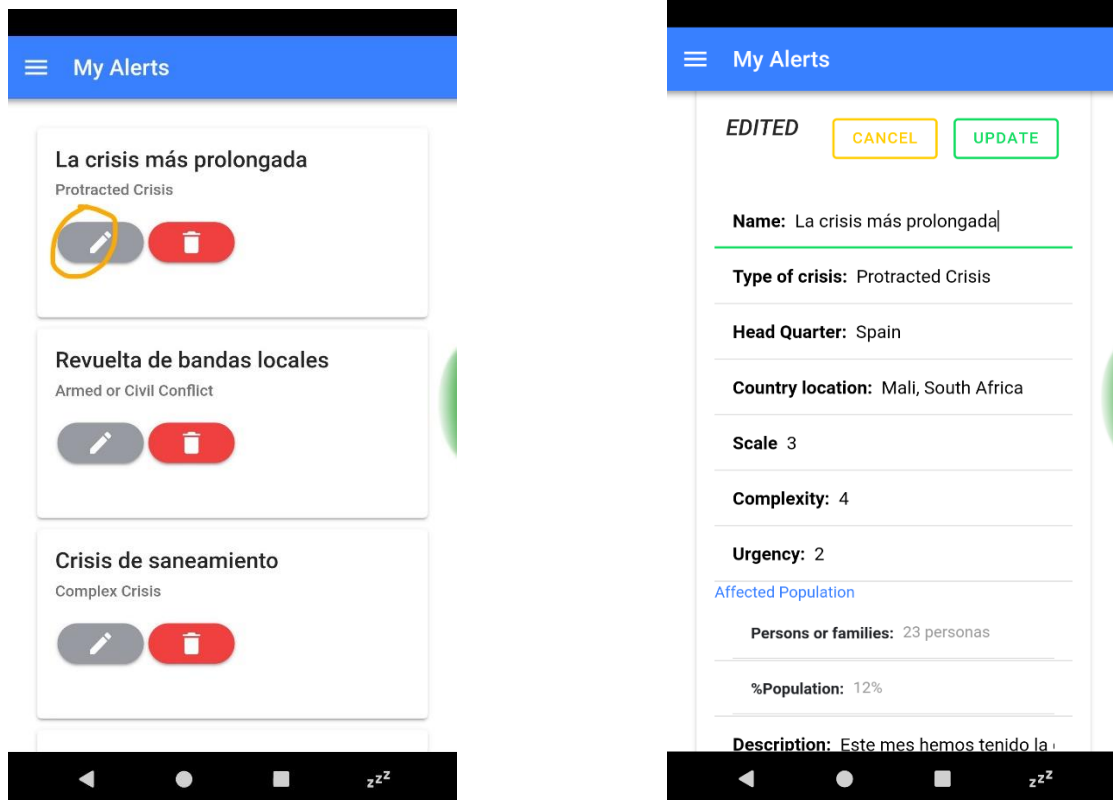 My Alerts
La crisis más prolongada
Protracted Crisis
Revuelta de bandas locales
Armed or Civil Conflict
Crisis de saneamiento
Complex Crisis
zzz
My Alerts
EDITED
CANCEL
UPDATE
Name: La crisis más prolongada
Type of crisis: Protracted Crisis
Head Quarter: Spain
Country location: Mali, South Africa
Scale 3
Complexity: 4
Urgency: 2
Affected Population
Persons or families: 23 personas
%Population: 12%
Description: Este mes hemos tenido la
zzz